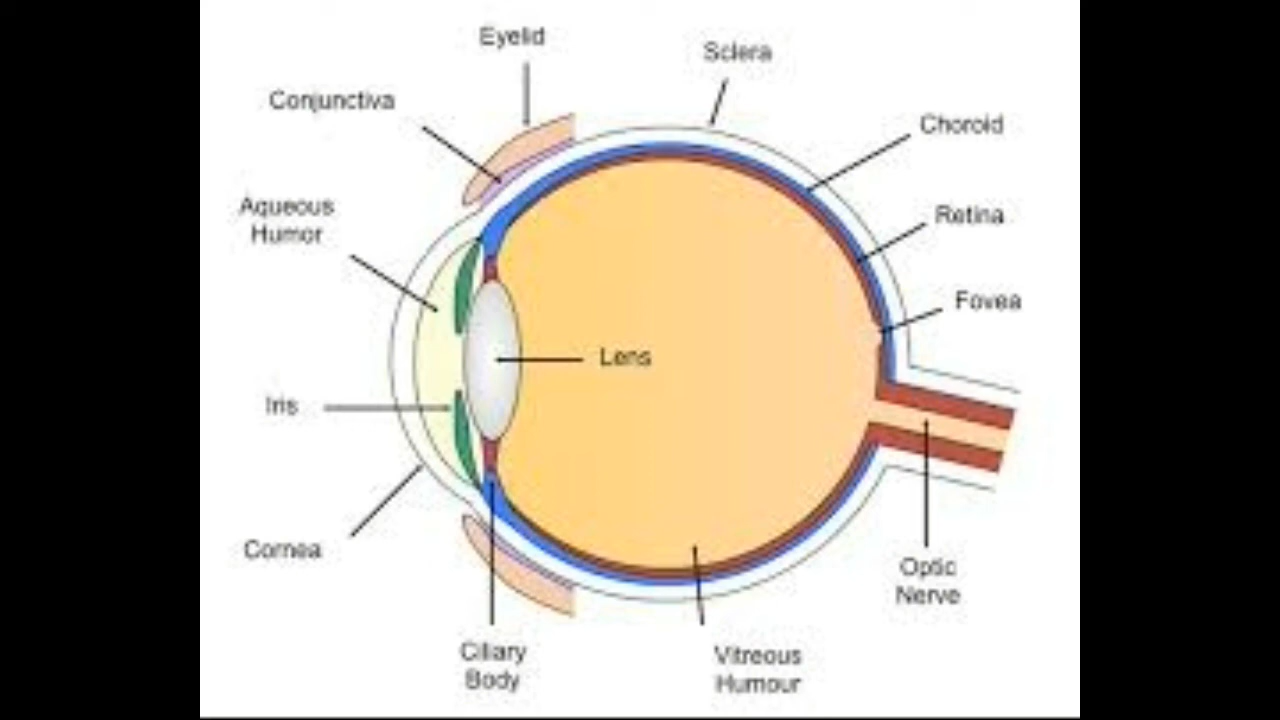 Eyelid
Sclera
Conjunctiva
Choroid
Aqueous
Humor
Retina
Fovea
Lens
Iris
Cornea
Optic
Nerve
Ciliary
Body
Vitreous
Humour